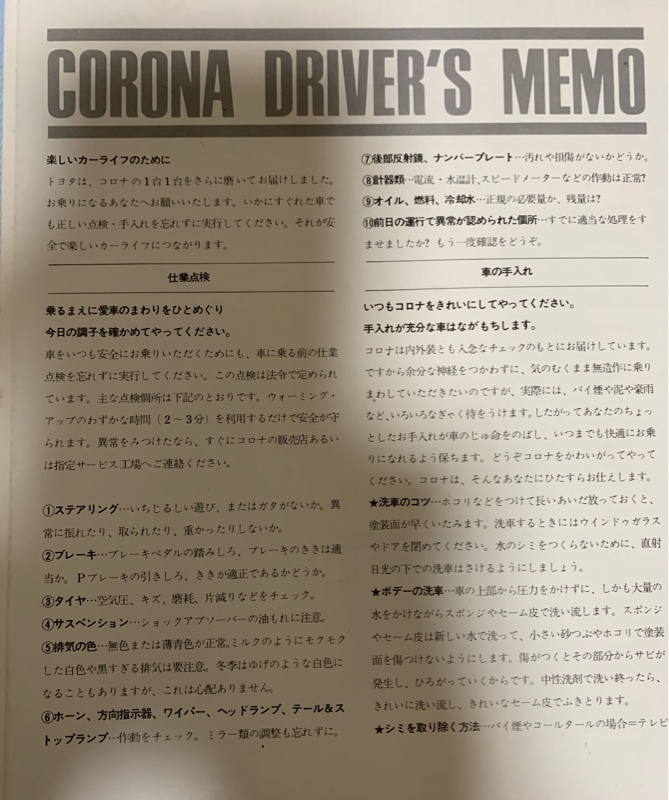 CORONA DRIVER'S MEMO
楽しいカーライフのために
トヨタは、コロナの1台1台をさらに磨いてお届けしました。
お乗りになるあなたへお願いいたします。いかにすぐれた車で
も正しい点検・手入れを忘れずに実行してください。それが安
全で楽しいカーライフにつながります。
仕業点検
乗るまえに愛車のまわりをひとめぐり
今日の調子を確かめてやってください。
車をいつも安全にお乗りいただくためにも、車に乗る前の仕業
点検を忘れずに実行してください。この点検は法令で定められ
ています。主な点検個所は下記のとおりです。ウォーミング・
アップのわずかな時間(2〜3分)を利用するだけで安全が守
られます。異常をみつけたなら、すぐにコロナの販売店あるい
は指定サービス工場へご連絡ください。
①ステアリング…いちじるしい遊び、またはガタがないか。異
常に振れたり、取られたり、重かったりしないか。
②ブレーキ…ブレーキペダルの踏みしろ、ブレーキのききは適
当か。Pブレーキの引きしろ、ききが適正であるかどうか。
③タイヤ…空気圧、キズ、磨耗、片減りなどをチェック。
④サスペンション…ショックアブソーバーの油もれに注意。
⑤排気の色…無色または薄青色が正常。ミルクのようにモクモク
した白色や黒すぎる排気は要注意。冬季はゆげのような白色に
なることもありますが、これは心配ありません。
⑥ホーン、方向指示器、ワイパー、ヘッドランプ、テール&ス
トップランプ…作動をチェック。ミラー類の調整も忘れずに。
⑦後部反射鏡、ナンバープレート…汚れや損傷がないかどうか。
⑧計器類…電流・水温計、スピードメーターなどの作動は正常?
⑨オイル、燃料、冷却水…正規の必要量か、残量は?
⑩前日の運行で異常が認められた個所…すでに適当な処理をす
ませましたか? もう一度確認をどうぞ。
車の手入れ
いつもコロナをきれいにしてやってください。
手入れが充分な車はながもちします。
コロナは内外装とも入念なチェックのもとにお届けしています。
ですから余分な神経をつかわずに、気のむくまま無造作に乗り
まわしていただきたいのですが、実際には、バイ煙や泥や豪雨
など、いろいろなぎゃく待をうけます。したがってあなたのちょっ
としたお手入れが車のじゅ命をのばし、いつまでも快適にお乗
りになれるよう保ちます。どうぞコロナをかわいがってやって
ください。コロナは、そんなあなたにひたすらお仕えします。
★洗車のコツ…ホコリなどをつけて長いあいだ放っておくと、
塗装面が早くいたみます。洗車するときにはウインドゥガラス
やドアを閉めてください。水のシミをつくらないために、直射
日光の下での洗車はさけるようにしましょう。
★ボデーの洗車…車の上部から圧力をかけずに、しかも大量の
水をかけながらスポンジやセーム皮で洗い流します。スポンジ
やセーム皮は新しい水で洗って、小さい砂つぶやホコリで塗装
面を傷つけないようにします。傷がつくとその部分からサビが
発生し、ひろがっていくからです。中性洗剤で洗い終ったら、
きれいに洗い流し、きれいなセーム皮でふきとります。
★シミを取り除く方法…バイ煙やコールタールの場合=テレビ